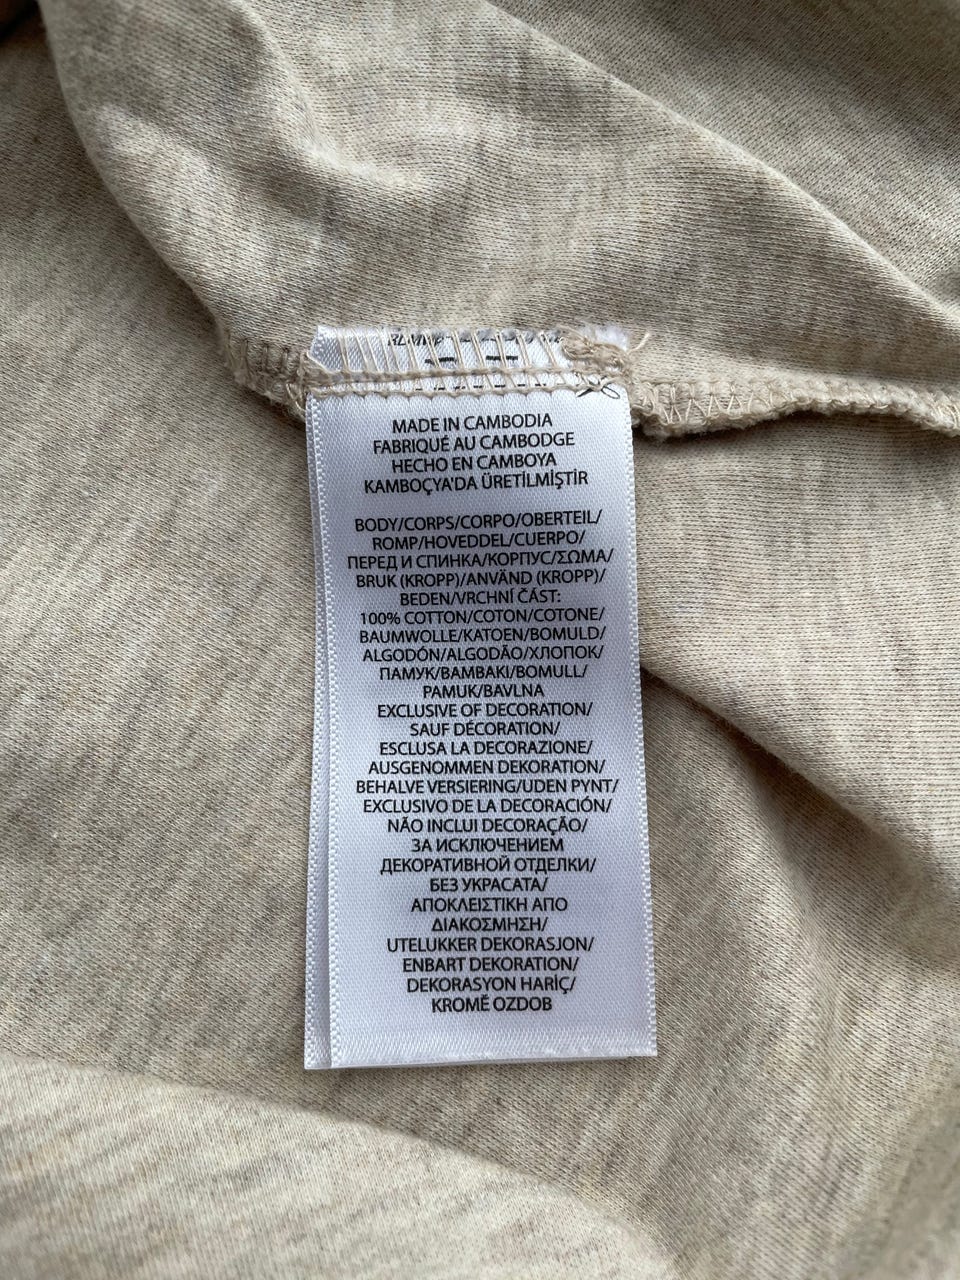 MADE IN CAMBODIA
FABRIQUÉ AU CAMBODGE
HECHO EN CAMBOYA
KAMBOÇYA'DA ÜRETİLMİŞTİR
BODY/CORPS/CORPO/OBERTEIL/
ROMP/HOVEDDEL/CUERPO/
ПЕРЕД И СПИНКА/КОРПУС/ΣΩΜΑ/
BRUK (KROPP)/ANVÄND (KROPP)/
BEDEN/VRCHNÍ ČÁST:
100% COTTON/COTON/COTONE/
BAUMWOLLE/KATOEN/BOMULD/
ALGODÓN/ALGODÃO/ХЛОПОК/
ПАМУК/ΒΑΜΒΑΚΙ/BOMULL/
PAMUK/BAVLNA
EXCLUSIVE OF DECORATION/
SAUF DÉCORATION/
ESCLUSA LA DECORAZIONE/
AUSGENOMMEN DEKORATION/
BEHALVE VERSIERING/UDEN PYNT/
EXCLUSIVO DE LA DECORACIÓN/
NÃO INCLUI DECORAÇÃO/
ЗА ИСКЛЮЧЕНИЕМ
ДЕКОРАТИВНОЙ ОТДЕЛКИ/
БЕЗ УКРАСАТА/
ΑΠΟΚΛΕΙΣΤΙΚΗ ΑΠΟ
ΔΙΑΚΟΣΜΗΣΗ/
UTELUKKER DEKORASJON/
ENBART DEKORATION/
DEKORASYON HARİÇ/
KROMĚ OZDOB